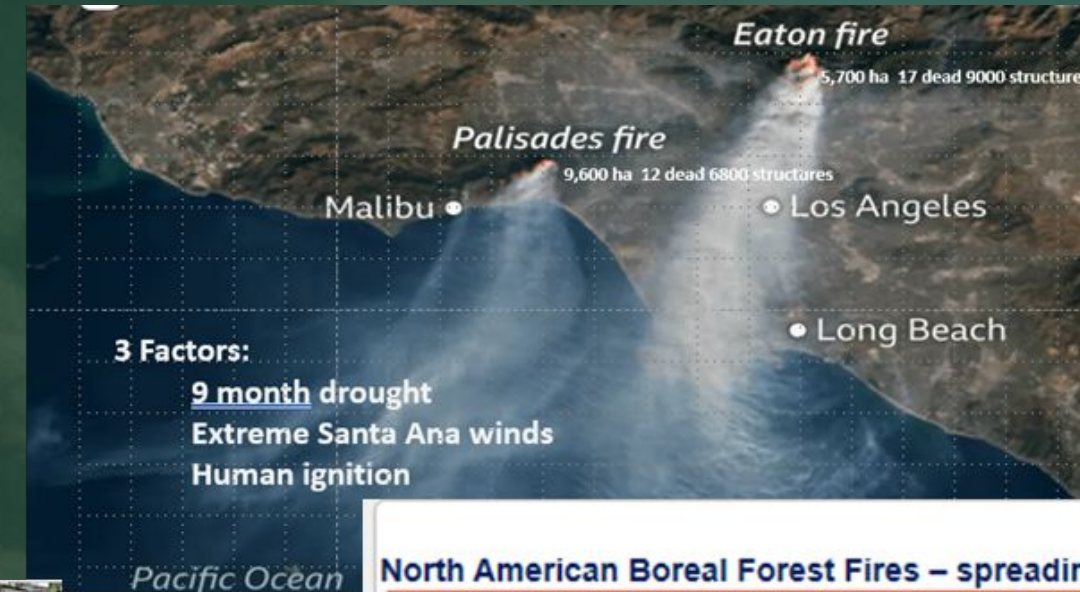 Eaton fire
5,700 ha 17 dead 9000 structure
Palisades fire
9,600 ha 12 dead 6800 structures
Malibu
Los Angeles
Long Beach
3 Factors:
9 month drought
Extreme Santa Ana winds
Human ignition
Pacific Ocean
North American Boreal Forest Fires – spreadin